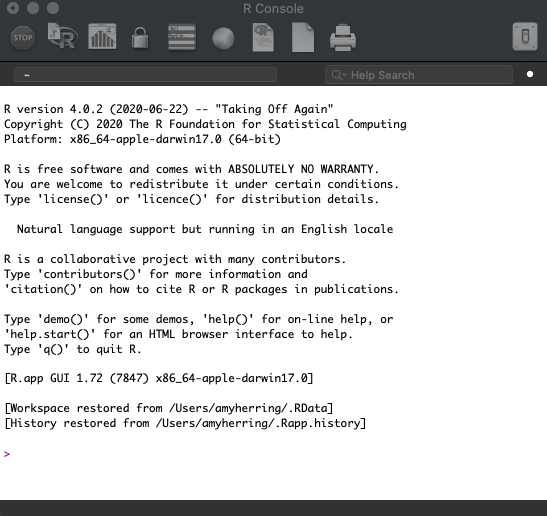 R Console
STOP
~
Help Search
R version 4.0.2 (2020-06-22) -- "Taking Off Again"
Copyright (C) 2020 The R Foundation for Statistical Computing
Platform: x86_64-apple-darwin17.0 (64-bit)
R is free software and comes with ABSOLUTELY NO WARRANTY.
You are welcome to redistribute it under certain conditions.
Type 'license()' or 'licence()' for distribution details.
Natural language support but running in an English locale
R is a collaborative project with many contributors.
Type 'contributors()' for more information and
'citation()' on how to cite R or R packages in publications.
Type 'demo()' for some demos, 'help()' for on-line help, or
'help.start()' for an HTML browser interface to help.
Type 'q()' to quit R.
[R.app GUI 1.72 (7847) x86_64-apple-darwin17.0]
[Workspace restored from /Users/amyherring/.RData]
[History restored from /Users/amyherring/.Rapp.history]
>